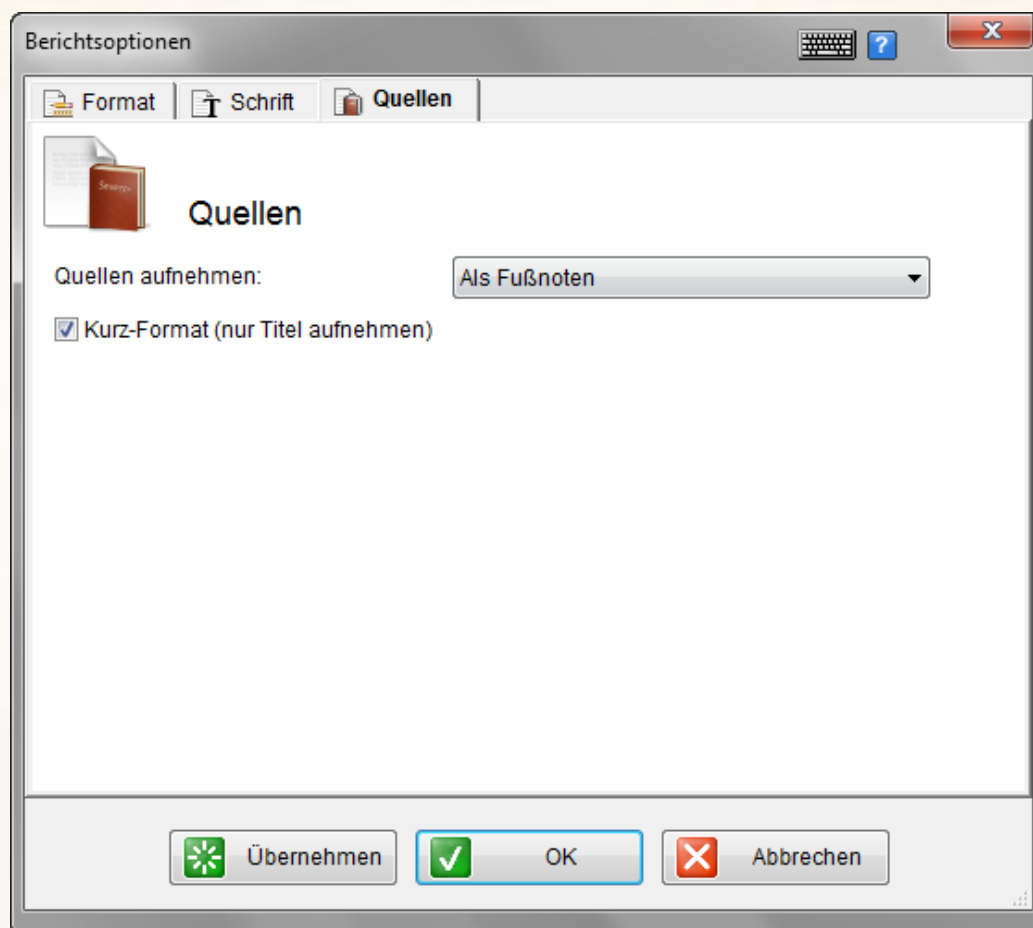 Berichtsoptionen
?
Format
Schrift
Quellen
Quellen
Quellen aufnehmen:
Als Fußnoten
Kurz-Format (nur Titel aufnehmen)
Übernehmen
OK
Abbrechen